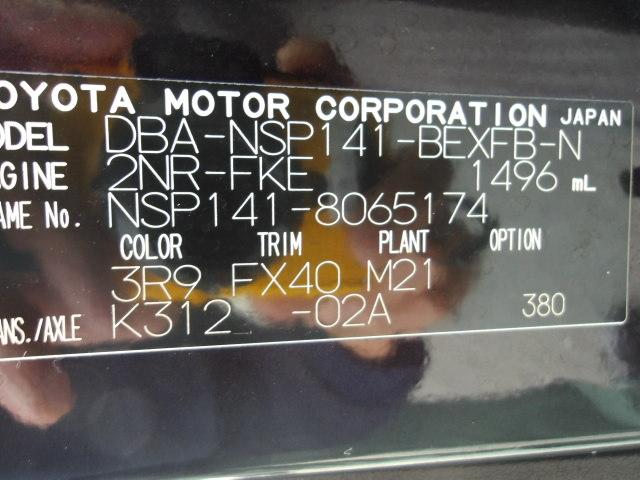 OYOTA MOTOR CORPORATION JAPAN
ODEL DBA-NSP141-BEXFB-N
GINE 2NR-FKE 1496 mL
AME No. NSP141-8065174
COLOR TRIM PLANT OPTION
3R9 FX40 M21
ANS./AXLE K312 -02A 380